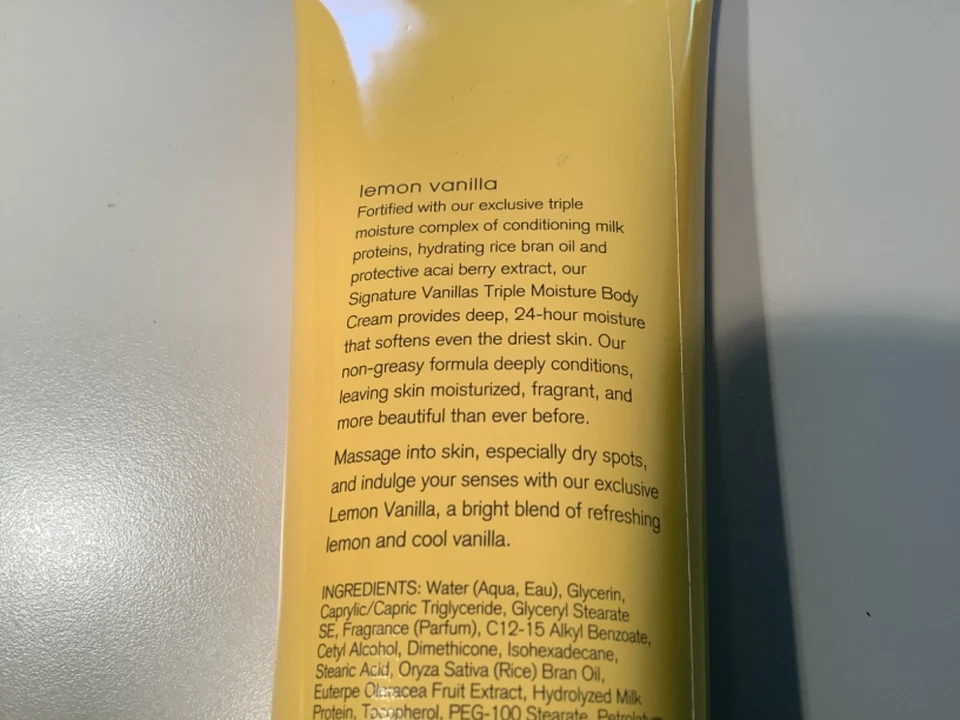 lemon vanilla
Fortified with our exclusive triple
moisture complex of conditioning milk
proteins, hydrating rice bran oil and
protective acai berry extract, our
Signature Vanillas Triple Moisture Body
Cream provides deep, 24-hour moisture
that softens even the driest skin. Our
non-greasy formula deeply conditions,
leaving skin moisturized, fragrant, and
more beautiful than ever before.
Massage into skin, especially dry spots,
and indulge your senses with our exclusive
Lemon Vanilla, a bright blend of refreshing
lemon and cool vanilla.
INGREDIENTS: Water (Aqua, Eau), Glycerin,
Caprylic/Capric Triglyceride, Glyceryl Stearate
SE, Fragrance (Parfum), C12-15 Alkyl Benzoate,
Cetyl Alcohol, Dimethicone, Isohexadecane,
Stearic Acid, Oryza Sativa (Rice) Bran Oil,
Euterpe Oleracea Fruit Extract, Hydrolyzed Milk
Protein, Tocopherol, PEG-100 Stearate,